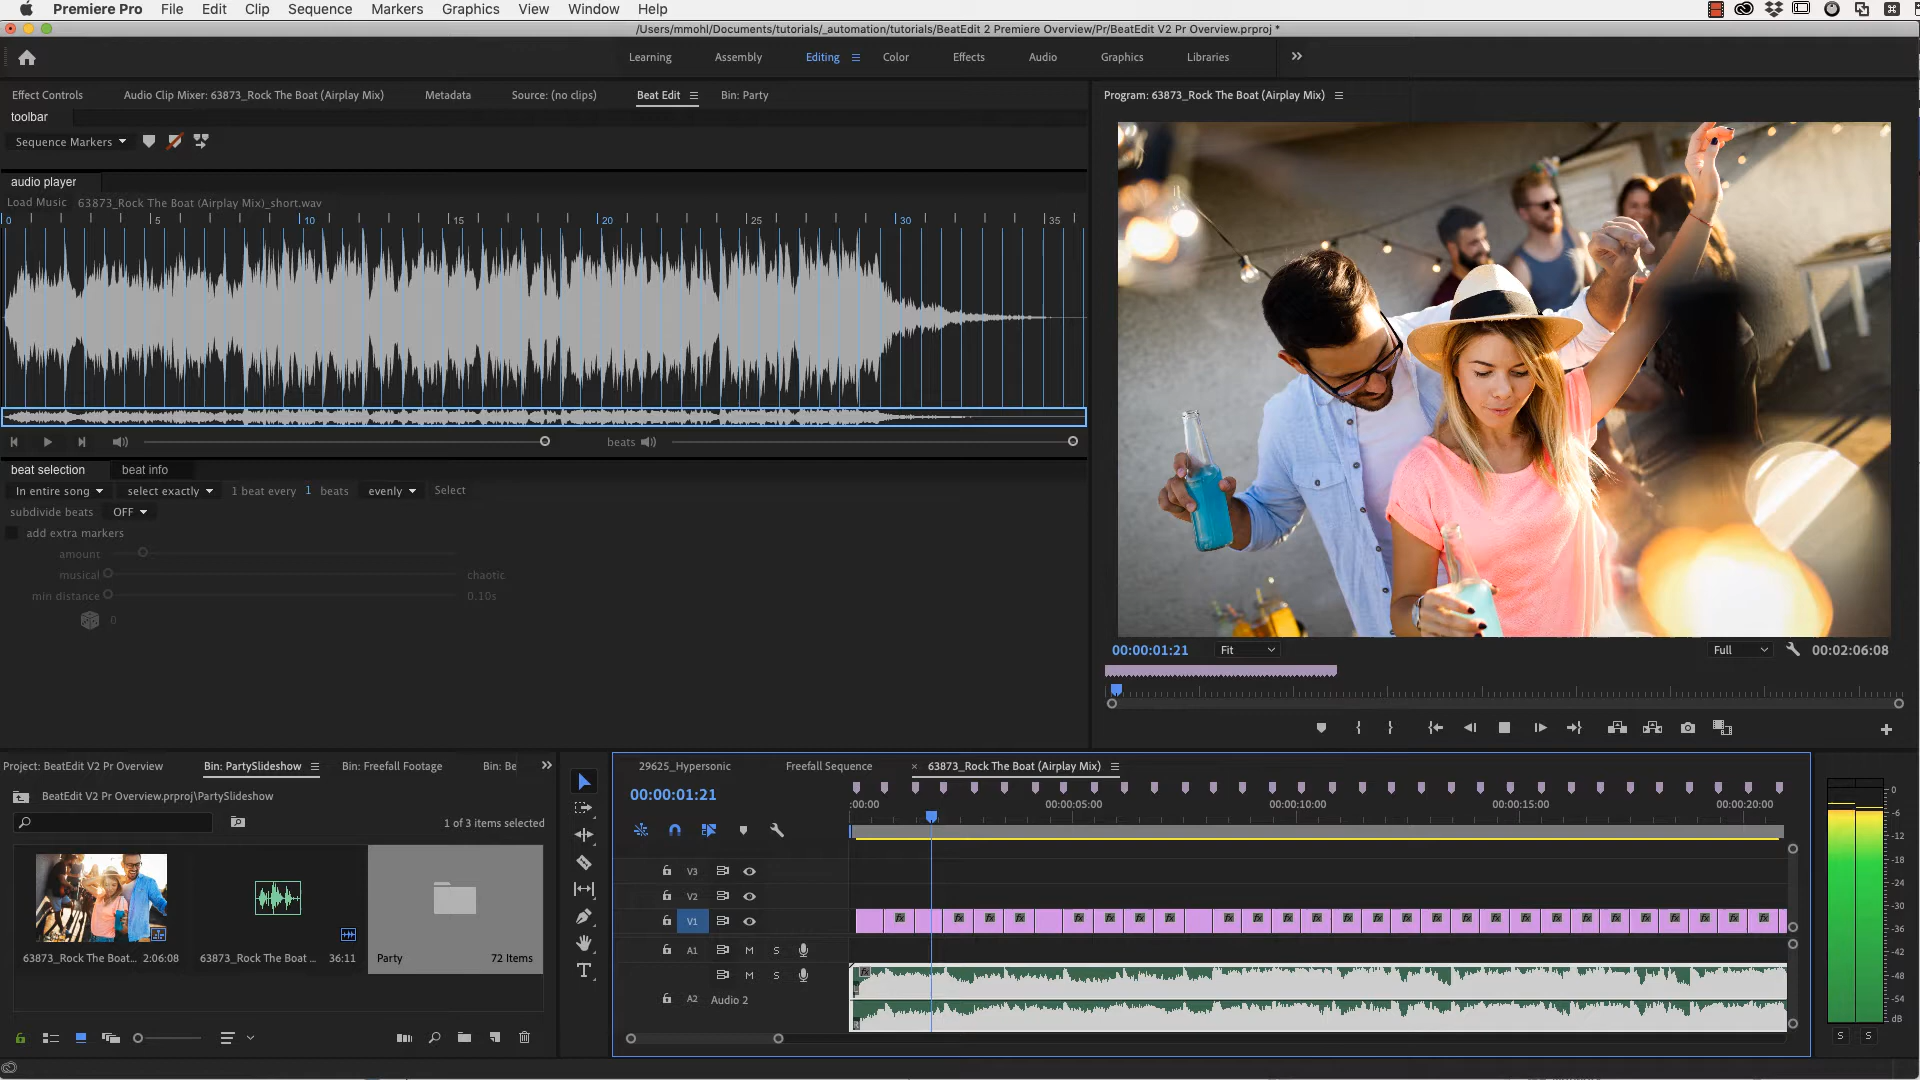 Premiere Pro File Edit Clip Sequence Markers Graphics View Window Help
/Users/mmohl/Documents/tutorials/_automation/tutorials/BeatEdit 2 Premiere Overview/Pr/BeatEdit V2 Pr Overview.prproj *
Learning Assembly Editing Color Effects Audio Graphics Libraries
Effect Controls Audio Clip Mixer: 63873_Rock The Boat (Airplay Mix) Metadata Source: (no clips) Beat Edit Bin: Party
Program: 63873_Rock The Boat (Airplay Mix)
toolbar
Sequence Markers
audio player
Load Music 63873_Rock The Boat (Airplay Mix)_short.wav
0 5 10 15 20 25 30 35
beats
beat selection beat info
In entire song select exactly 1 beat every 1 beats evenly Select
subdivide beats OFF
add extra markers
amount
musical chaotic
min distance 0.10s
0
00:00:01:21 Fit Full 00:02:06:08
Project: BeatEdit V2 Pr Overview Bin: PartySlideshow Bin: Freefall Footage Bin: Be
BeatEdit V2 Pr Overview.prproj\PartySlideshow
1 of 3 items selected
63873_Rock The Boat... 2:06:08 63873_Rock The Boat ... 36:11 Party 72 Items
29625_Hypersonic Freefall Sequence × 63873_Rock The Boat (Airplay Mix)
00:00:01:21
:00:00 00:00:05:00 00:00:10:00 00:00:15:00 00:00:20:00
V3
V2
V1
A1 M S
M S
A2 Audio 2
0
-6
-12
-18
-24
-30
-36
-42
-48
-54
dB
S S